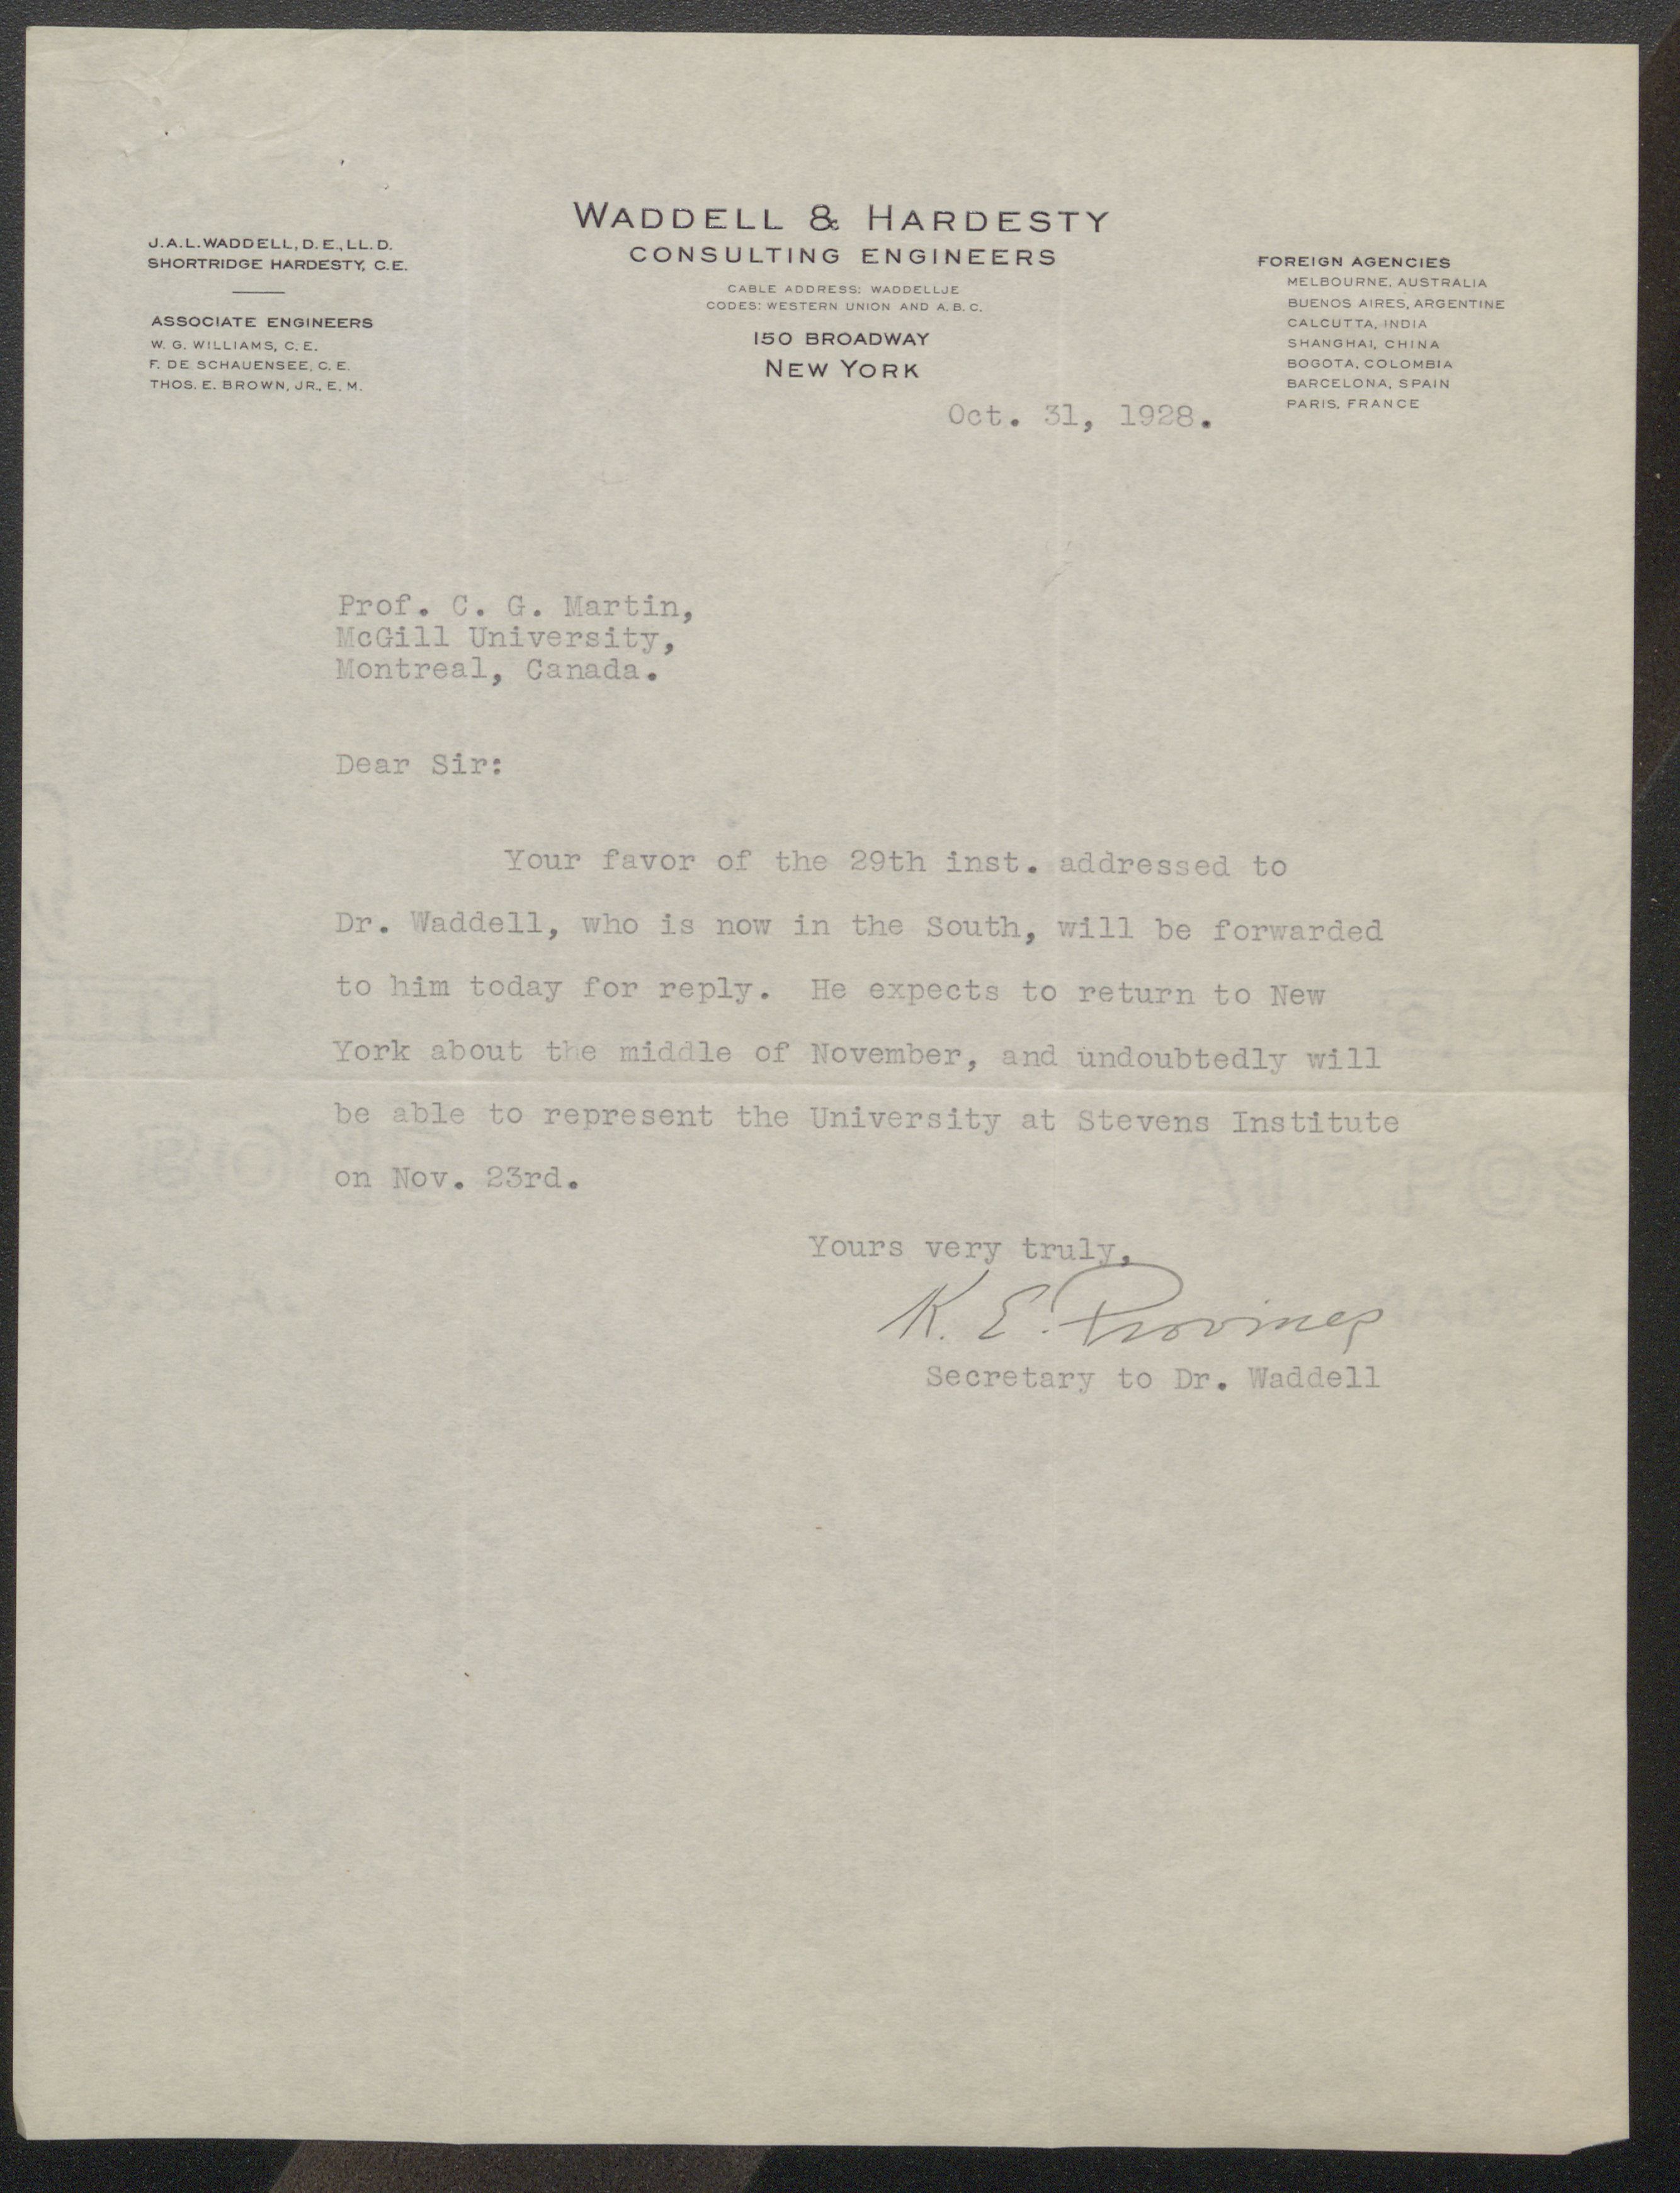 WADDELL & HARDESTY
CONSULTING ENGINEERS
CABLE ADDRESS: WADDELLJE
CODES: WESTERN UNION AND A.B.C.
150 BROADWAY
NEW YORK
J.A.L. WADDELL, D.E., LL.D.
SHORTRIDGE HARDESTY, C.E.
ASSOCIATE ENGINEERS
W. G. WILLIAMS, C.E.
F. DE SCHAUENSEE, C.E.
THOS. E. BROWN, JR., E.M.
FOREIGN AGENCIES
MELBOURNE, AUSTRALIA
BUENOS AIRES, ARGENTINE
CALCUTTA, INDIA
SHANGHAI, CHINA
BOGOTA, COLOMBIA
BARCELONA, SPAIN
PARIS, FRANCE
Oct. 31, 1928.
Prof. C. G. Martin,
McGill University,
Montreal, Canada.
Dear Sir:
Your favor of the 29th inst. addressed to
Dr. Waddell, who is now in the South, will be forwarded
to him today for reply. He expects to return to New
York about the middle of November, and undoubtedly will
be able to represent the University at Stevens Institute
on Nov. 23rd.
Yours very truly,
K. E. Provines
Secretary to Dr. Waddell